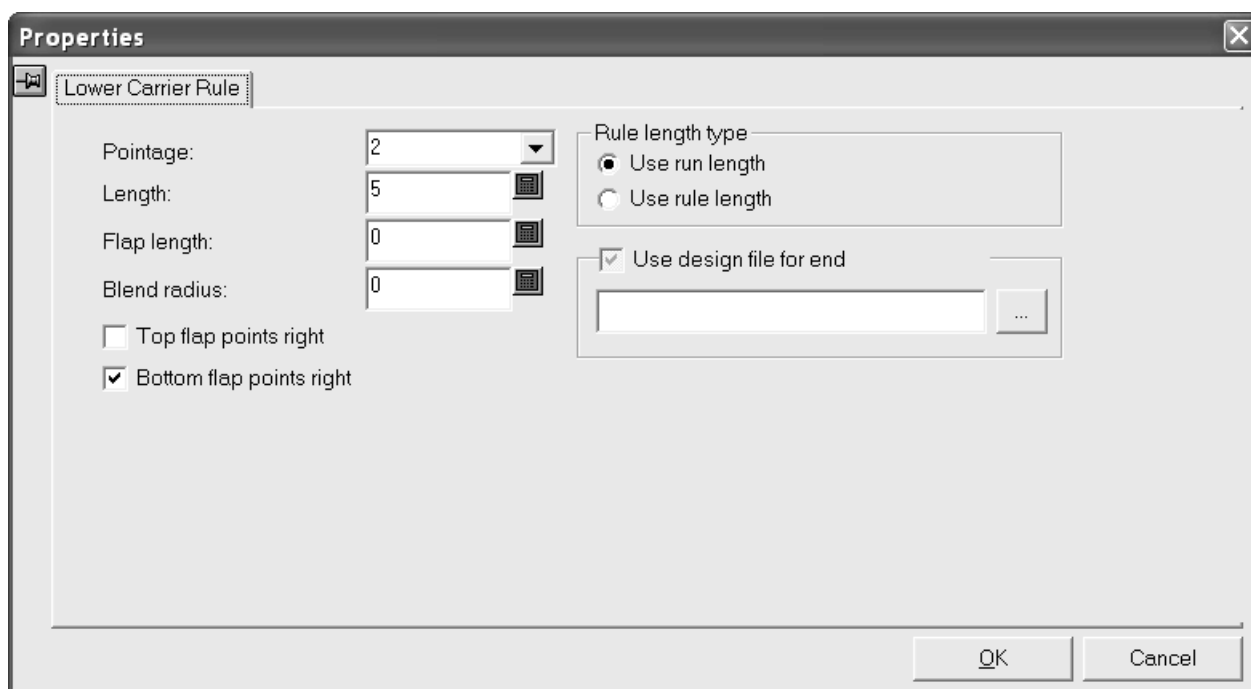 Properties
Lower Carrier Rule
Pointage:
2
Length:
5
Flap length:
0
Blend radius:
0
Top flap points right
Bottom flap points right
Rule length type
Use run length
Use rule length
Use design file for end
...
OK
Cancel